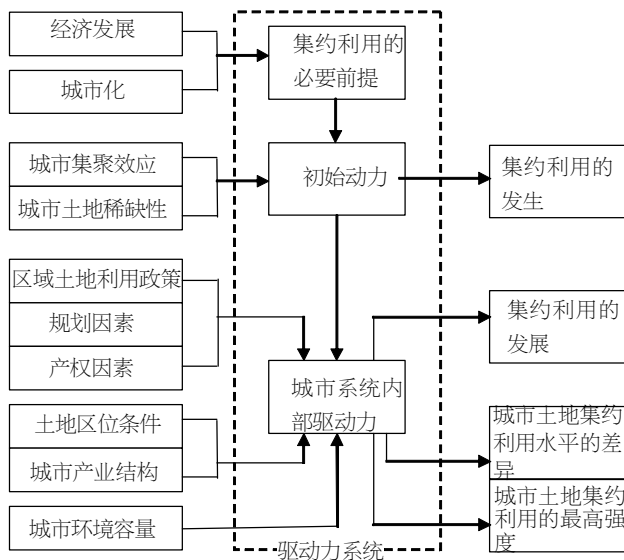 经济发展
城市化
集约利用的
必要前提
城市集聚效应
城市土地稀缺性
初始动力
集约利用的
发生
区域土地利用政策
规划因素
产权因素
集约利用的
发展
城市系统内
部驱动力
土地区位条件
城市产业结构
城市土地集约
利用水平的差
异
城市环境容量
城市土地集约
利用的最高强
度
驱动力系统